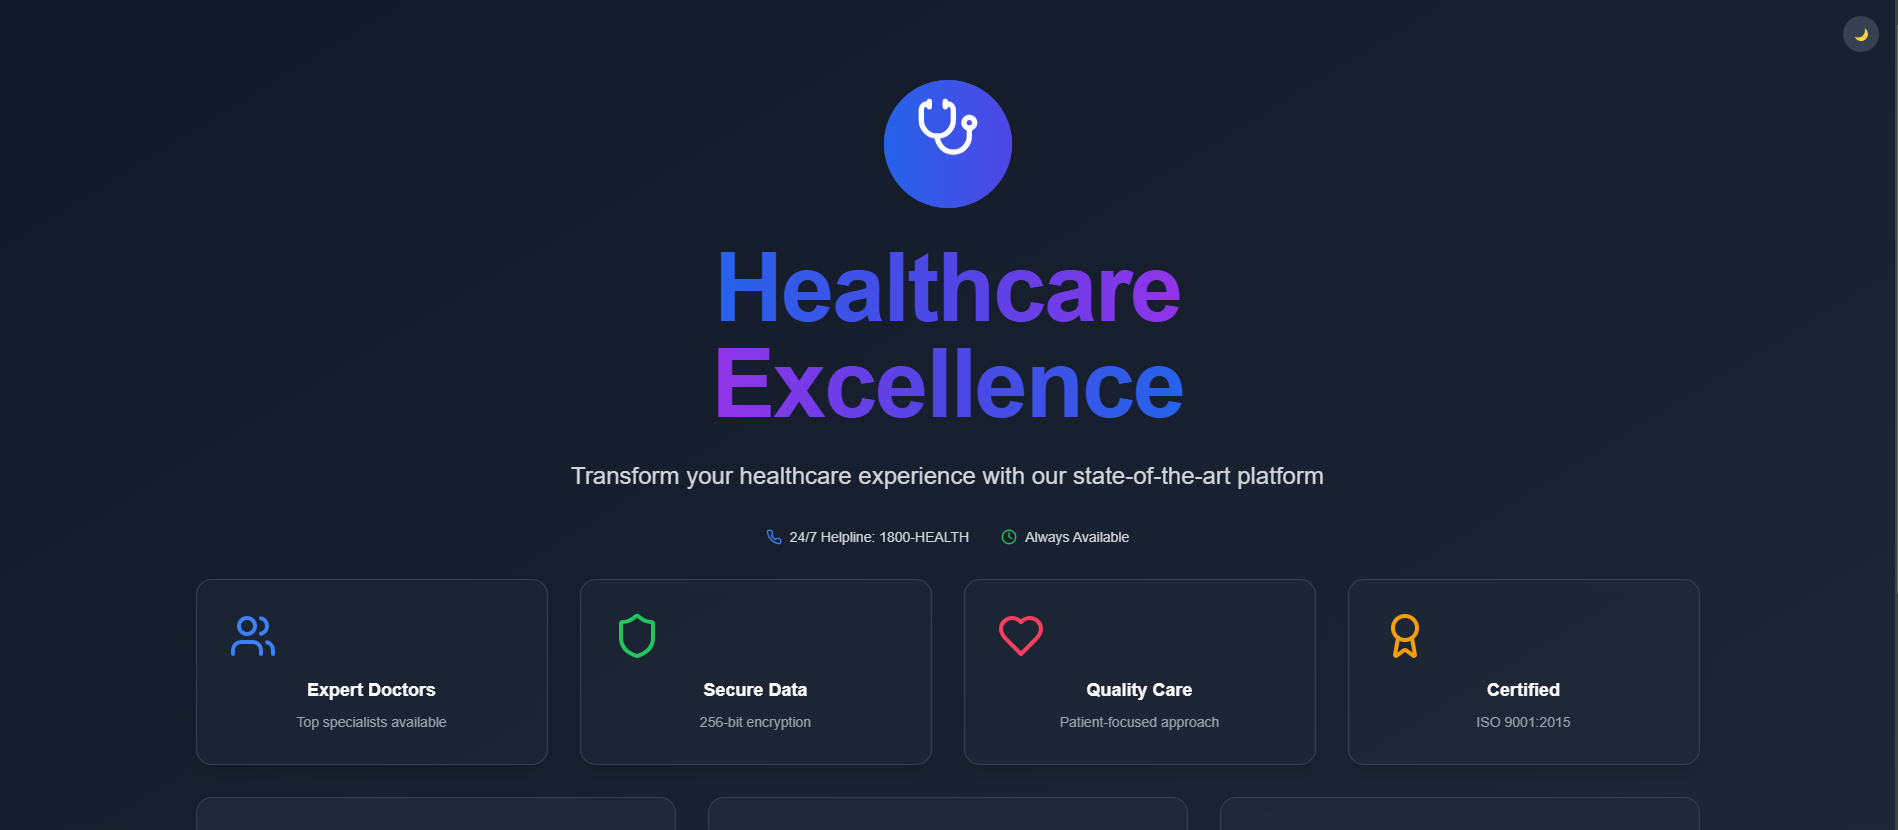 Healthcare
Excellence
Transform your healthcare experience with our state-of-the-art platform
24/7 Helpline: 1800-HEALTH
Always Available
Expert Doctors
Top specialists available
Secure Data
256-bit encryption
Quality Care
Patient-focused approach
Certified
ISO 9001:2015